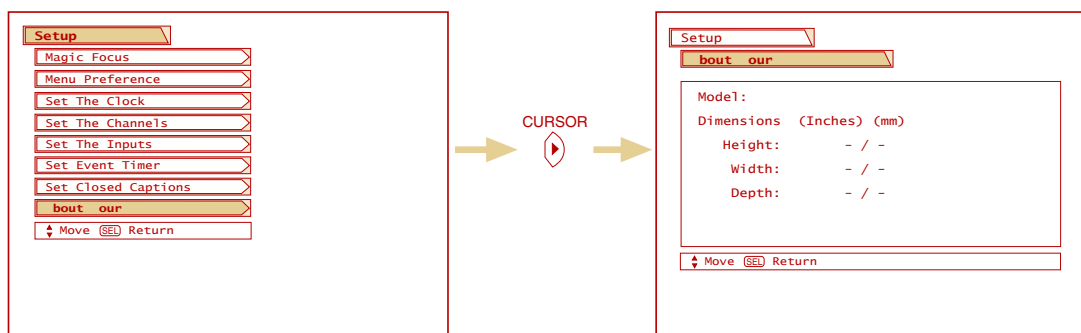 Setup
Magic Focus
Menu Preference
Set The Clock
Set The Channels
Set The Inputs
Set Event Timer
Set Closed Captions
bout our
Move SEL Return
CURSOR
Setup
bout our
Model:
Dimensions (Inches) (mm)
Height: - / -
Width: - / -
Depth: - / -
Move SEL Return